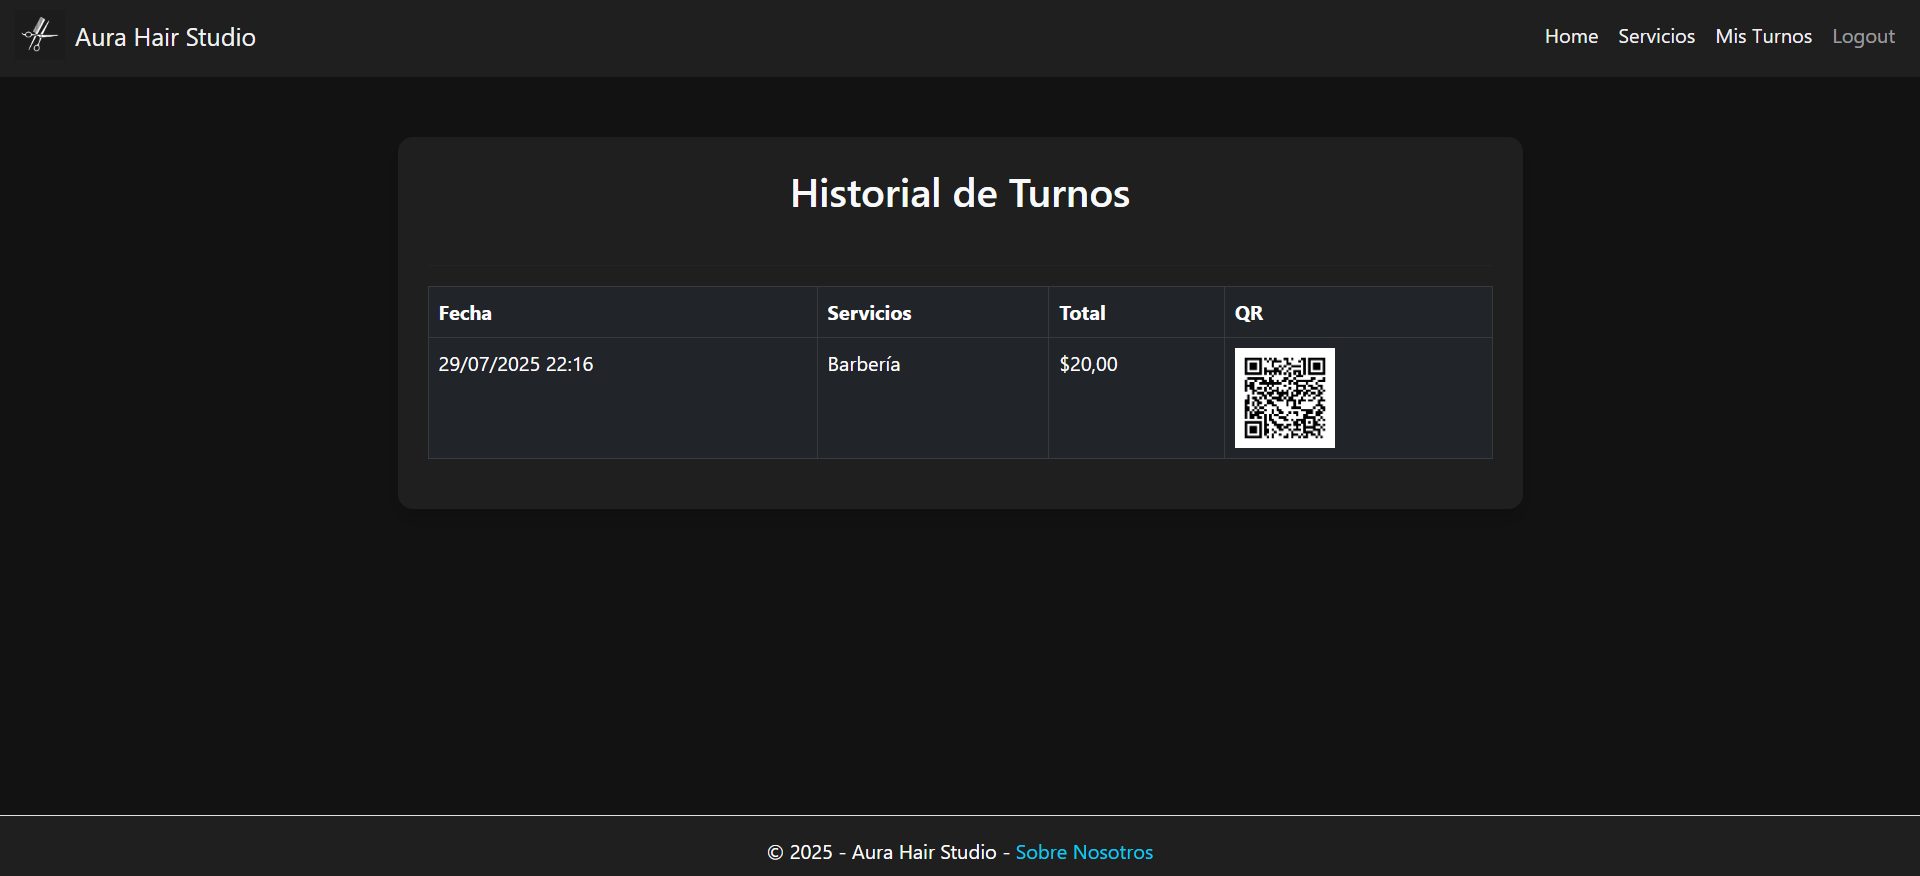 Aura Hair Studio
Home Servicios Mis Turnos Logout
Historial de Turnos
Fecha Servicios Total QR
29/07/2025 22:16 Barbería $20,00
© 2025 - Aura Hair Studio - Sobre Nosotros